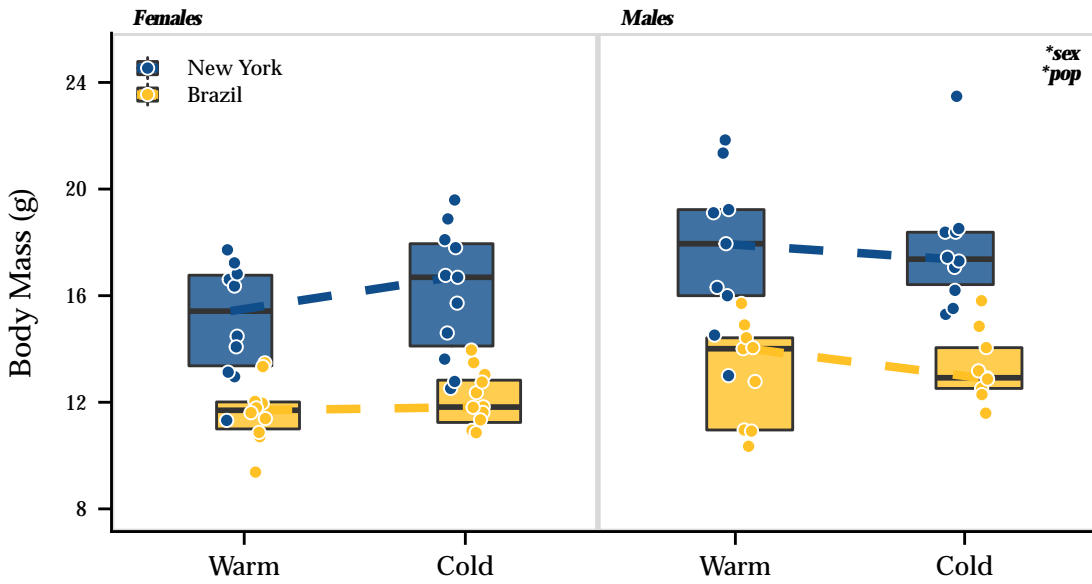 Females
Males
New York
Brazil
*sex
*pop
24
20
16
12
8
Body Mass (g)
Warm
Cold
Warm
Cold